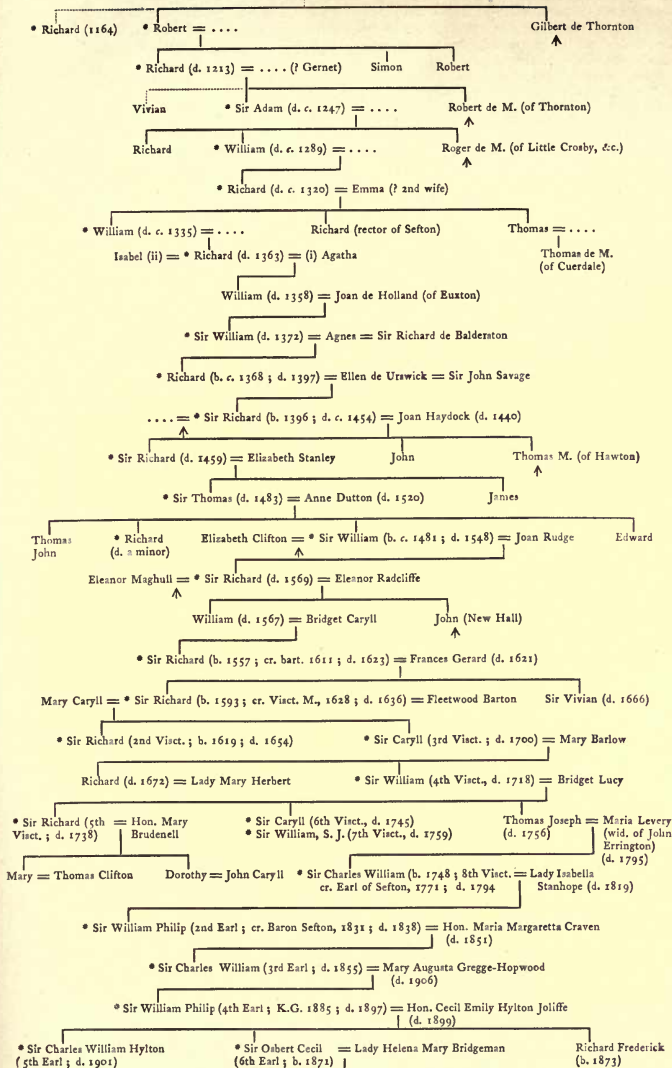 • Richard (1164) • Robert = .... Gilbert de Thornton
• Richard (d. 1213) = .... (? Gernet) Simon Robert
Vivian • Sir Adam (d. c. 1247) = .... Robert de M. (of Thornton)
Richard • William (d. c. 1289) = .... Roger de M. (of Little Crosby, &c.)
• Richard (d. c. 1320) = Emma (? 2nd wife)
• William (d. c. 1335) = .... Richard (rector of Sefton) Thomas = ....
Isabel (ii) = • Richard (d. 1363) = (i) Agatha Thomas de M.
(of Cuerdale)
William (d. 1358) = Joan de Holland (of Euxton)
• Sir William (d. 1372) = Agnes = Sir Richard de Balderston
• Richard (b. c. 1368 ; d. 1397) = Ellen de Urswick = Sir John Savage
.... = • Sir Richard (b. 1396 ; d. c. 1454) = Joan Haydock (d. 1440)
• Sir Richard (d. 1459) = Elizabeth Stanley John Thomas M. (of Hawton)
• Sir Thomas (d. 1483) = Anne Dutton (d. 1520) James
Thomas • Richard Elizabeth Clifton = • Sir William (b. c. 1481 ; d. 1548) = Joan Rudge Edward
John (d. a minor)
Eleanor Maghull = • Sir Richard (d. 1569) = Eleanor Radcliffe
William (d. 1567) = Bridget Caryll John (New Hall)
• Sir Richard (b. 1557 ; cr. bart. 1611 ; d. 1623) = Frances Gerard (d. 1621)
Mary Caryll = • Sir Richard (b. 1593 ; cr. Visct. M., 1628 ; d. 1636) = Fleetwood Barton Sir Vivian (d. 1666)
• Sir Richard (2nd Visct. ; b. 1619 ; d. 1654) • Sir Caryll (3rd Visct. ; d. 1700) = Mary Barlow
Richard (d. 1672) = Lady Mary Herbert • Sir William (4th Visct., d. 1718) = Bridget Lucy
• Sir Richard (5th = Hon. Mary • Sir Caryll (6th Visct., d. 1745) Thomas Joseph = Maria Levery
Visct. ; d. 1738) Brudenell • Sir William, S. J. (7th Visct., d. 1759) (d. 1756) (wid. of John
Errington)
(d. 1795)
Mary = Thomas Clifton Dorothy = John Caryll • Sir Charles William (b. 1748 ; 8th Visct. = Lady Isabella
cr. Earl of Sefton, 1771 ; d. 1794 Stanhope (d. 1819)
• Sir William Philip (2nd Earl ; cr. Baron Sefton, 1831 ; d. 1838) = Hon. Maria Margaretta Craven
(d. 1851)
• Sir Charles William (3rd Earl ; d. 1855) = Mary Augusta Gregge-Hopwood
(d. 1906)
• Sir William Philip (4th Earl ; K.G. 1885 ; d. 1897) = Hon. Cecil Emily Hylton Joliffe
(d. 1899)
• Sir Charles William Hylton • Sir Osbert Cecil = Lady Helena Mary Bridgeman Richard Frederick
(5th Earl ; d. 1901) (6th Earl ; b. 1871) (b. 1873)